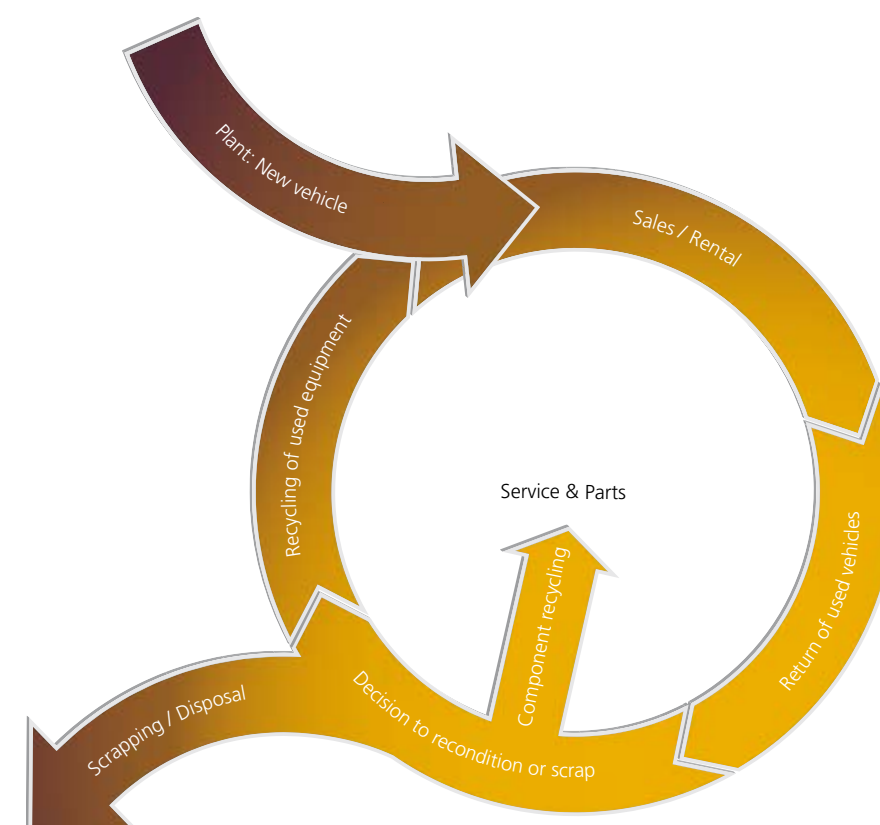 Plant: New vehicle
Sales / Rental
Recycling of used equipment
Service & Parts
Return of used vehicles
Component recycling
Decision to recondition or scrap
Scrapping / Disposal